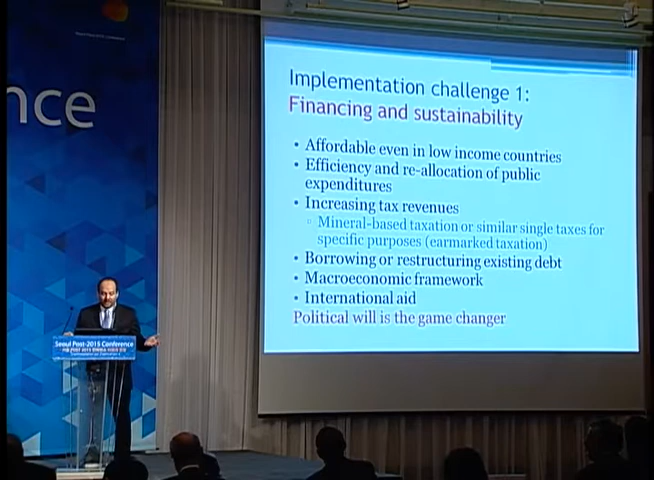 nce
Implementation challenge 1:
Financing and sustainability
• Affordable even in low income countries
• Efficiency and re-allocation of public
expenditures
• Increasing tax revenues
▫ Mineral-based taxation or similar single taxes for
specific purposes (earmarked taxation)
• Borrowing or restructuring existing debt
• Macroeconomic framework
• International aid
Political will is the game changer
Seoul Post-2015 Conference